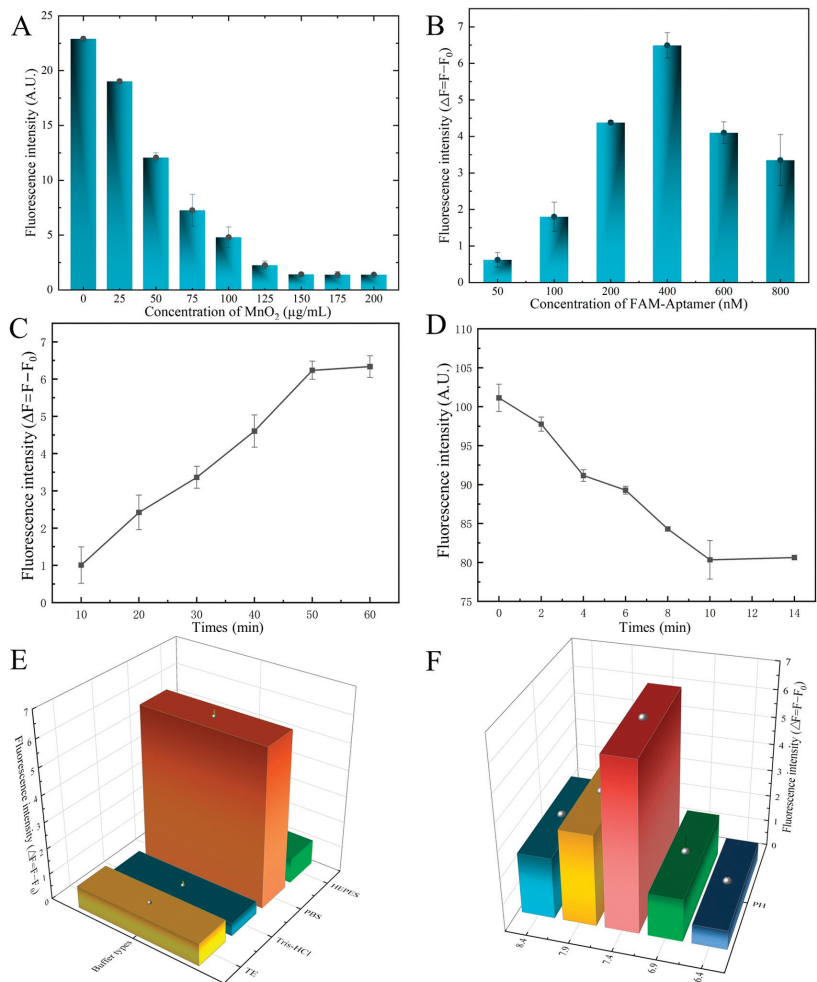 A
Fluorescence intensity (A.U.)
25
20
15
10
5
0
0 25 50 75 100 125 150 175 200
Concentration of MnO₂ (μg/mL)
B
Fluorescence intensity (△F=F−F₀)
7
6
5
4
3
2
1
0
50 100 200 400 600 800
Concentration of FAM-Aptamer (nM)
C
Fluorescence intensity (ΔF=F−F₀)
7
6
5
4
3
2
1
0
10 20 30 40 50 60
Times (min)
D
Fluorescence intensity (A.U.)
110
105
100
95
90
85
80
75
0 2 4 6 8 10 12 14
Times (min)
E
Fluorescence intensity (△F=F−F₀)
7
6
5
4
3
2
1
0
Buffer types
TE
Tris-HCl
PBS
HEPES
F
7
6
5
4
3
2
1
0
Fluorescence intensity (△F=F−F₀)
PH
8.4
7.9
7.4
6.9
6.4